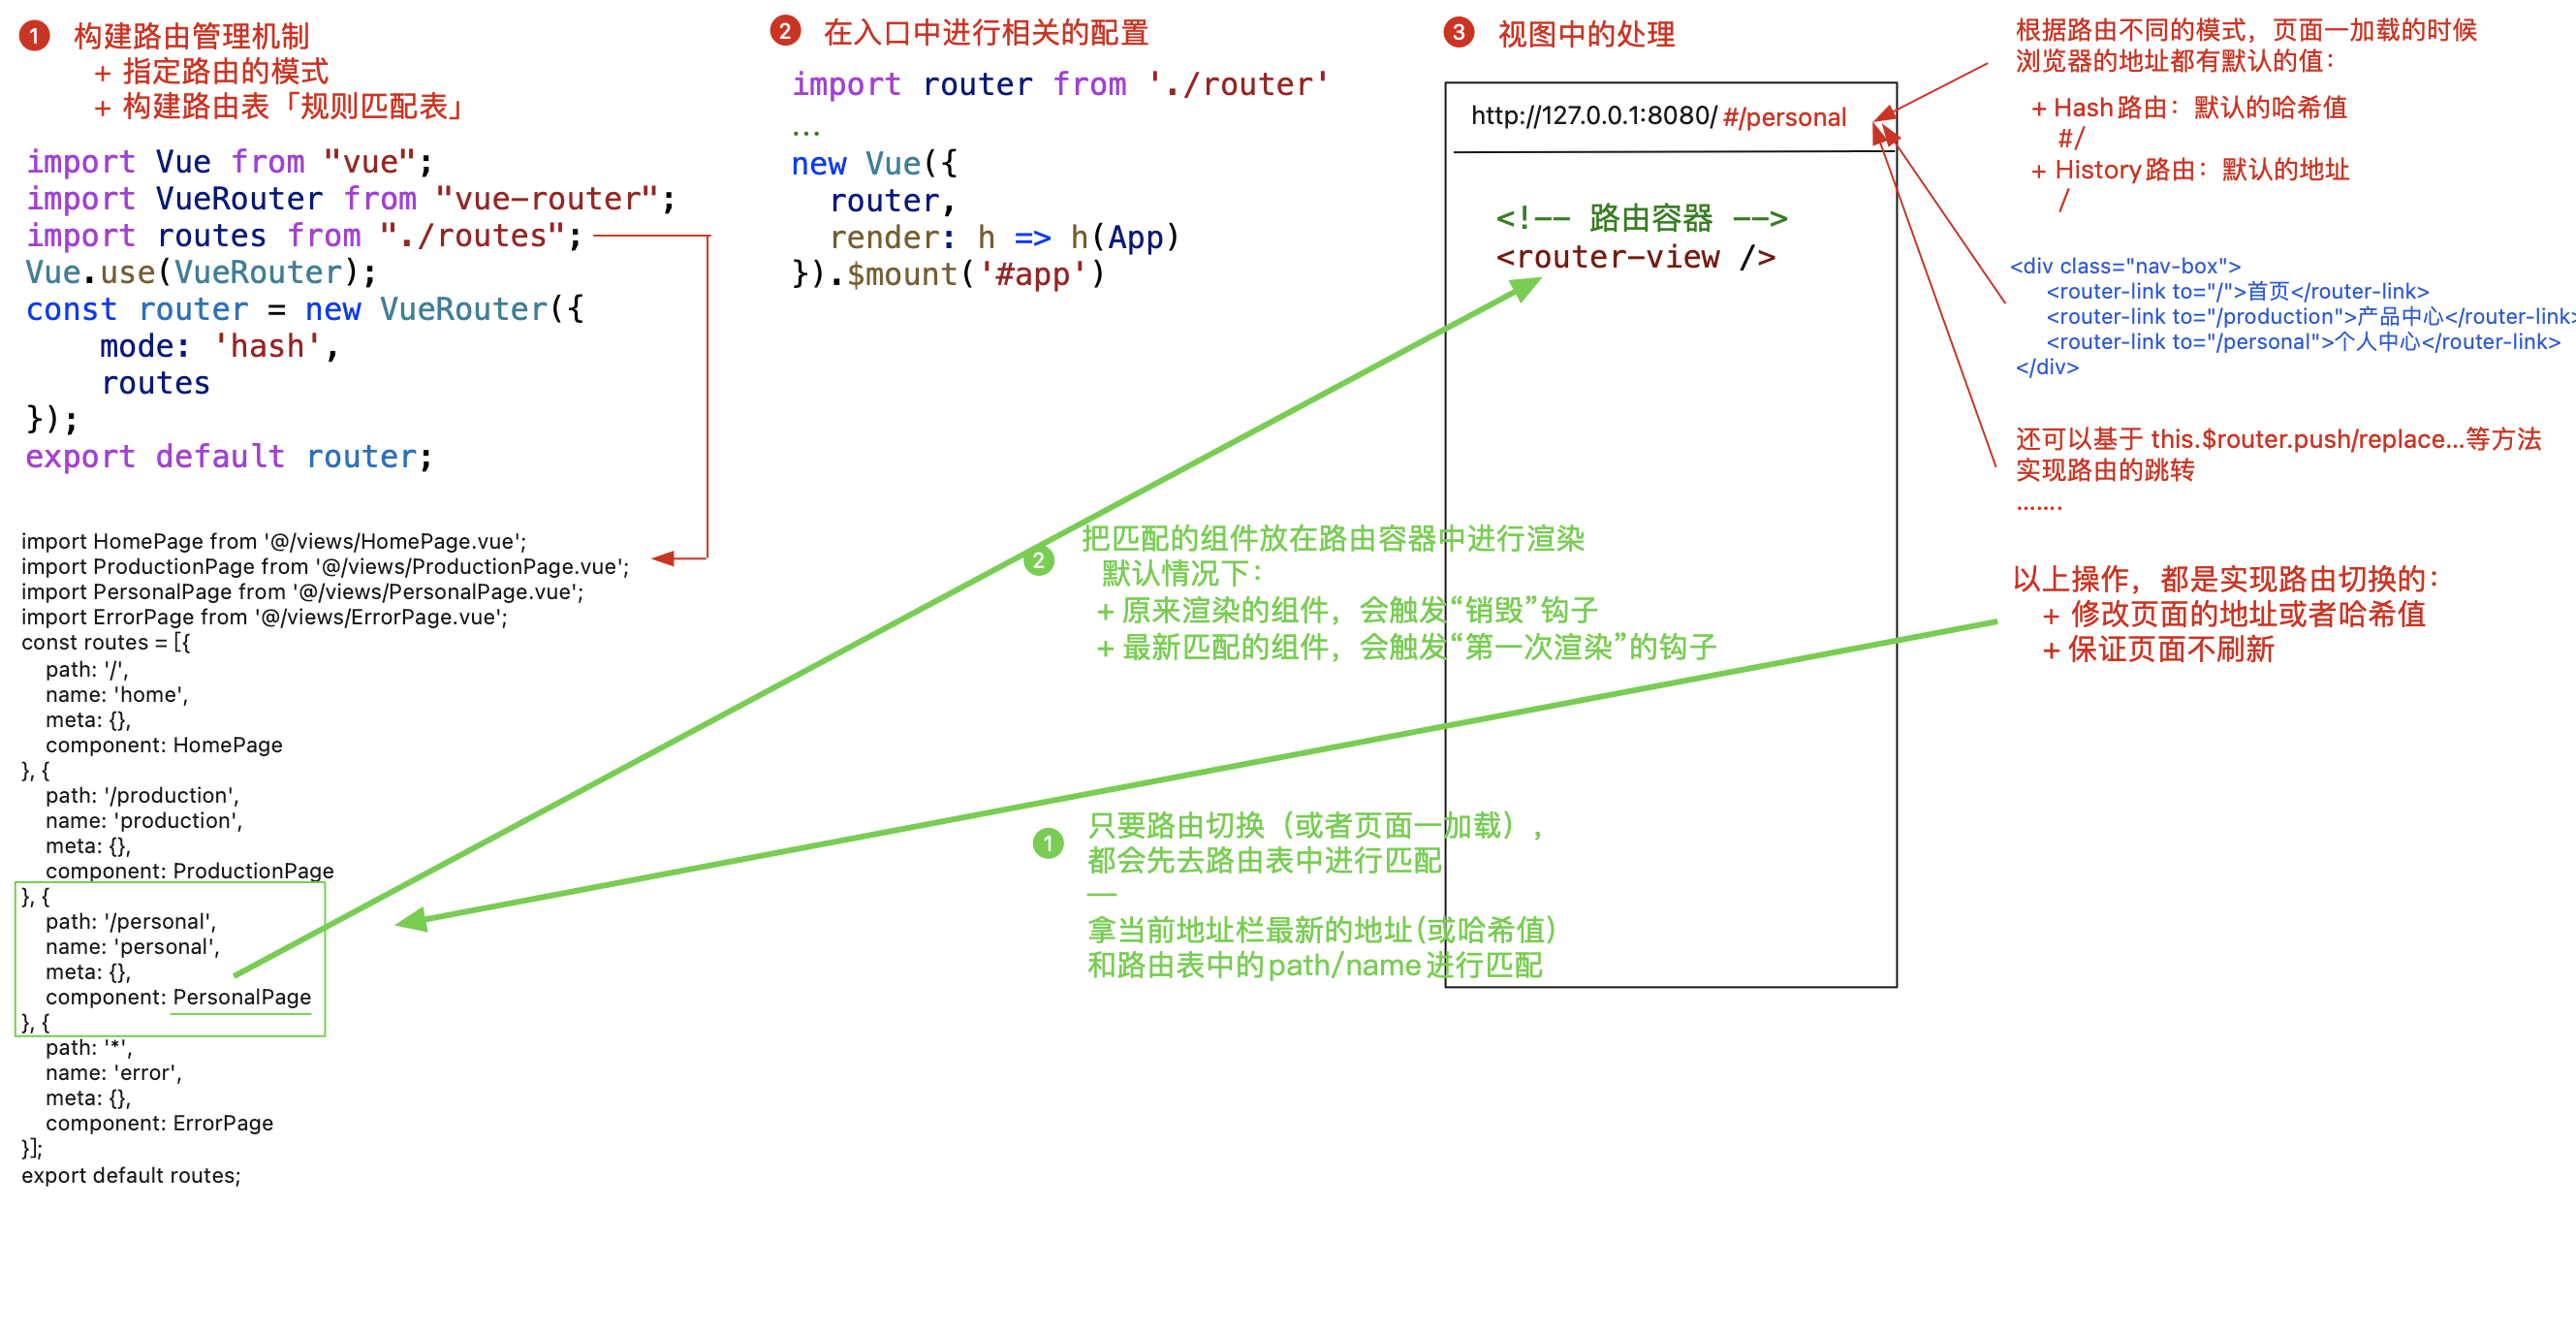 1 构建路由管理机制
+ 指定路由的模式
+ 构建路由表「规则匹配表」
import Vue from "vue";
import VueRouter from "vue-router";
import routes from "./routes";
Vue.use(VueRouter);
const router = new VueRouter({
    mode: 'hash',
    routes
});
export default router;
import HomePage from '@/views/HomePage.vue';
import ProductionPage from '@/views/ProductionPage.vue';
import PersonalPage from '@/views/PersonalPage.vue';
import ErrorPage from '@/views/ErrorPage.vue';
const routes = [{
    path: '/',
    name: 'home',
    meta: {},
    component: HomePage
}, {
    path: '/production',
    name: 'production',
    meta: {},
    component: ProductionPage
}, {
    path: '/personal',
    name: 'personal',
    meta: {},
    component: PersonalPage
}, {
    path: '*',
    name: 'error',
    meta: {},
    component: ErrorPage
}];
export default routes;
2 在入口中进行相关的配置
import router from './router'
...
new Vue({
  router,
  render: h => h(App)
}).$mount('#app')
2 把匹配的组件放在路由容器中进行渲染
默认情况下：
+ 原来渲染的组件，会触发“销毁”钩子
+ 最新匹配的组件，会触发“第一次渲染”的钩子
1 只要路由切换（或者页面一加载），
都会先去路由表中进行匹配
—
拿当前地址栏最新的地址(或哈希值)
和路由表中的path/name进行匹配
3 视图中的处理
http://127.0.0.1:8080/ #/personal
<!-- 路由容器 -->
<router-view />
根据路由不同的模式，页面一加载的时候
浏览器的地址都有默认的值：
+ Hash路由：默认的哈希值
#/
+ History路由：默认的地址
/
<div class="nav-box">
    <router-link to="/">首页</router-link>
    <router-link to="/production">产品中心</router-link>
    <router-link to="/personal">个人中心</router-link>
</div>
还可以基于 this.$router.push/replace...等方法
实现路由的跳转
.......
以上操作，都是实现路由切换的：
+ 修改页面的地址或者哈希值
+ 保证页面不刷新